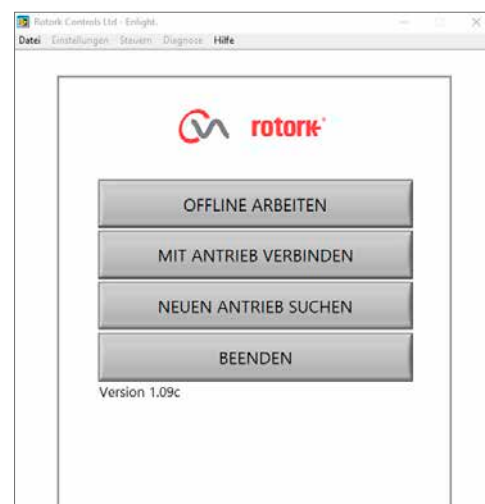 Rotork Controls Ltd - Enlight.
Datei Einstellungen Steuern Diagnose Hilfe
rotork
OFFLINE ARBEITEN
MIT ANTRIEB VERBINDEN
NEUEN ANTRIEB SUCHEN
BEENDEN
Version 1.09c